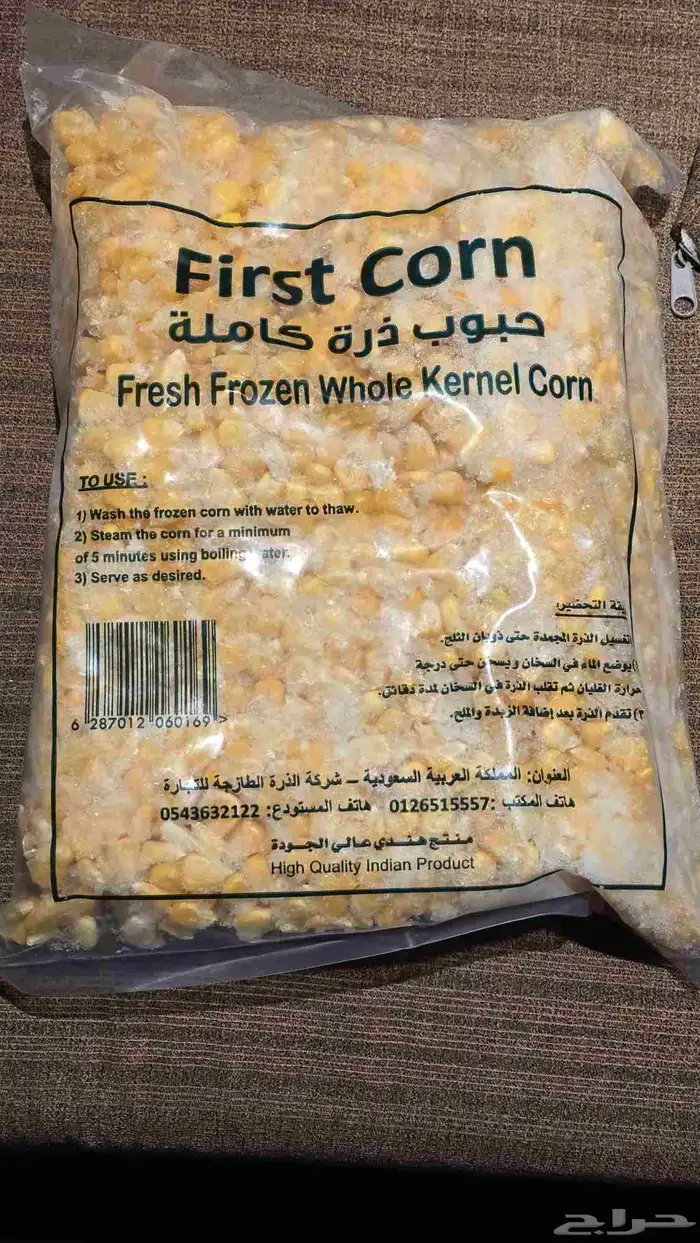 First Corn
حبوب ذرة كاملة
Fresh Frozen Whole Kernel Corn
TO USE :
1) Wash the frozen corn with water to thaw.
2) Steam the corn for a minimum
of 5 minutes using boiling
3) Serve as desired.
التحضير:
الذرة المجمدة حتى ذوبان الثلج.
يوضع الماء في السخان ويسخن حتى درجة
حرارة الغليان ثم تقلب الذرة في السخان لمدة دقائق.
٣) تقدم الذرة بعد إضافة الزبدة والملح.
6 287012 060169 >
العنوان: المملكة العربية السعودية – شركة الذرة الطازجة للتجارة
هاتف المكتب :0126515557 هاتف المستودع: 0543632122
منتج هندي عالي الجودة
High Quality Indian Product
حراج